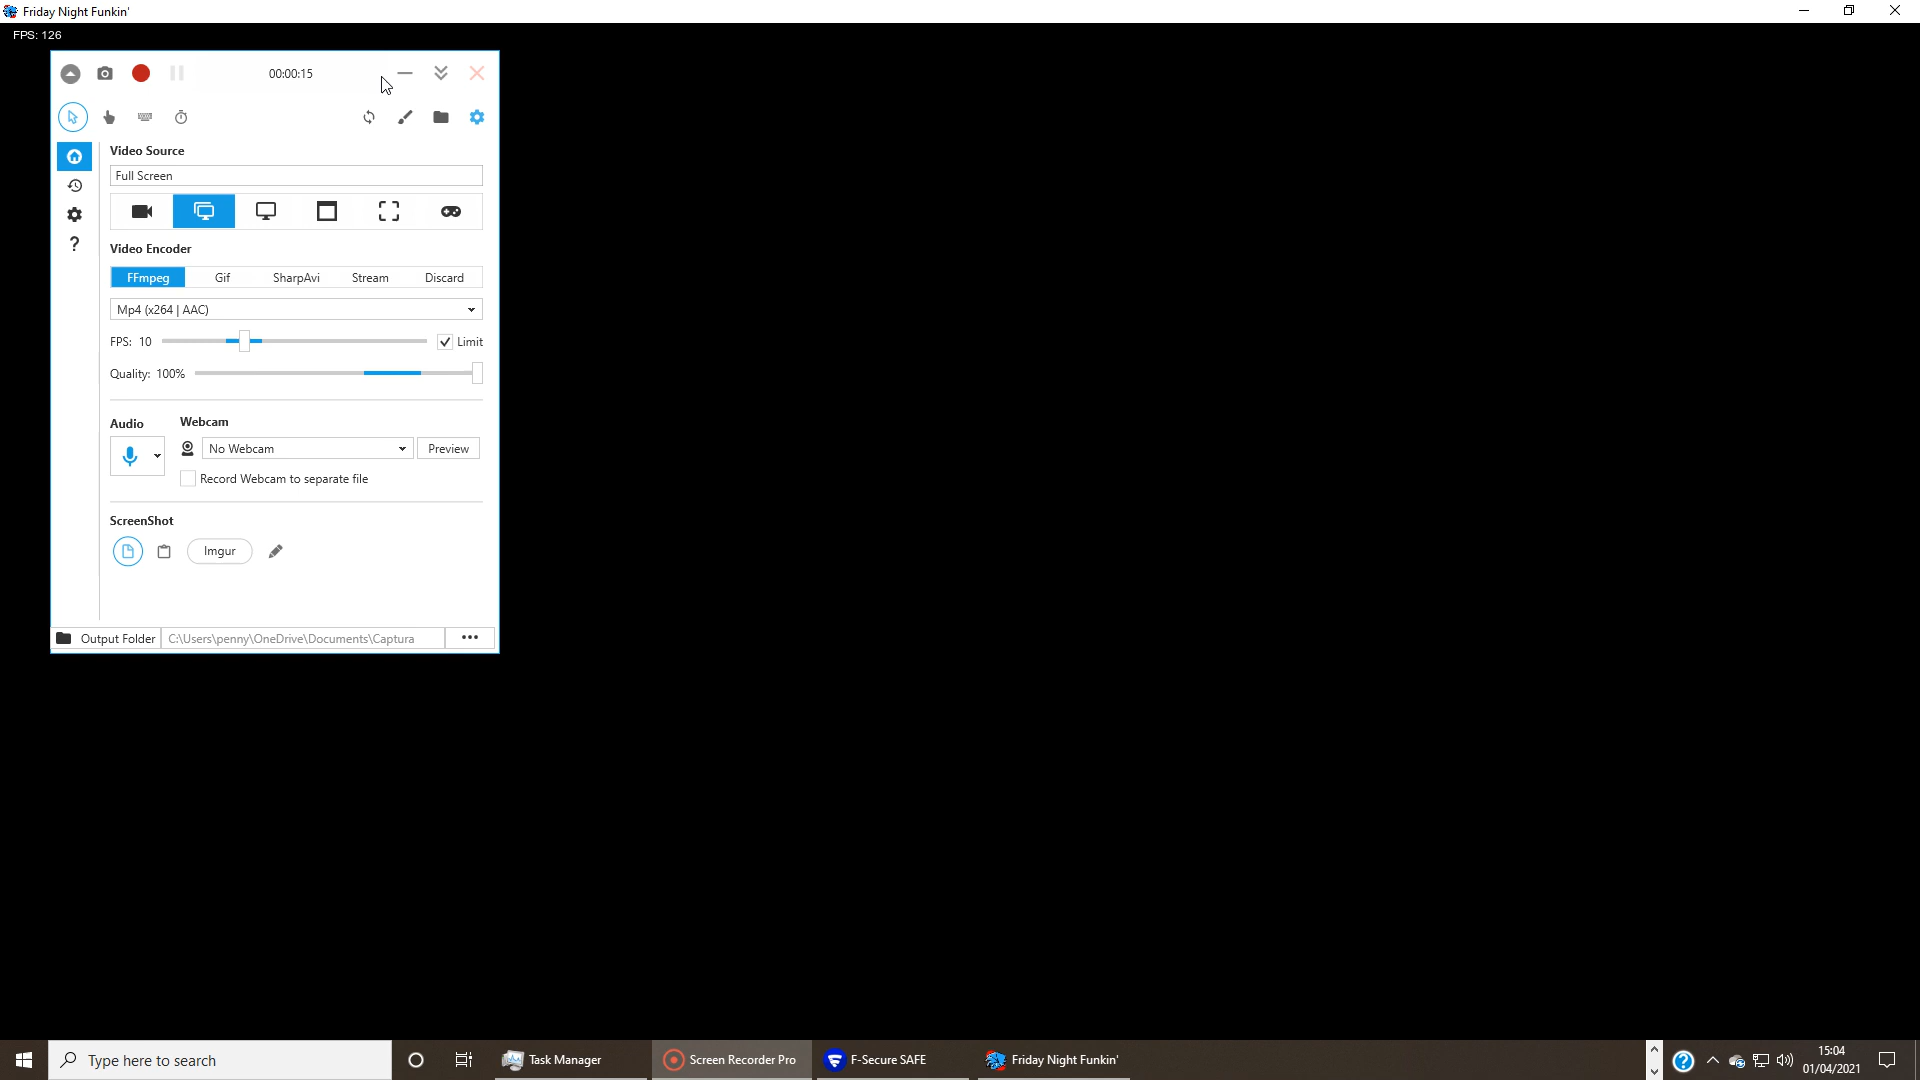 Friday Night Funkin'
FPS: 126
00:00:15
Video Source
Full Screen
Video Encoder
FFmpeg Gif SharpAvi Stream Discard
Mp4 (x264 | AAC)
FPS: 10 Limit
Quality: 100%
Audio Webcam
No Webcam Preview
Record Webcam to separate file
ScreenShot
Imgur
Output Folder C:\Users\penny\OneDrive\Documents\Captura •••
Type here to search Task Manager Screen Recorder Pro F-Secure SAFE Friday Night Funkin' 15:04
01/04/2021